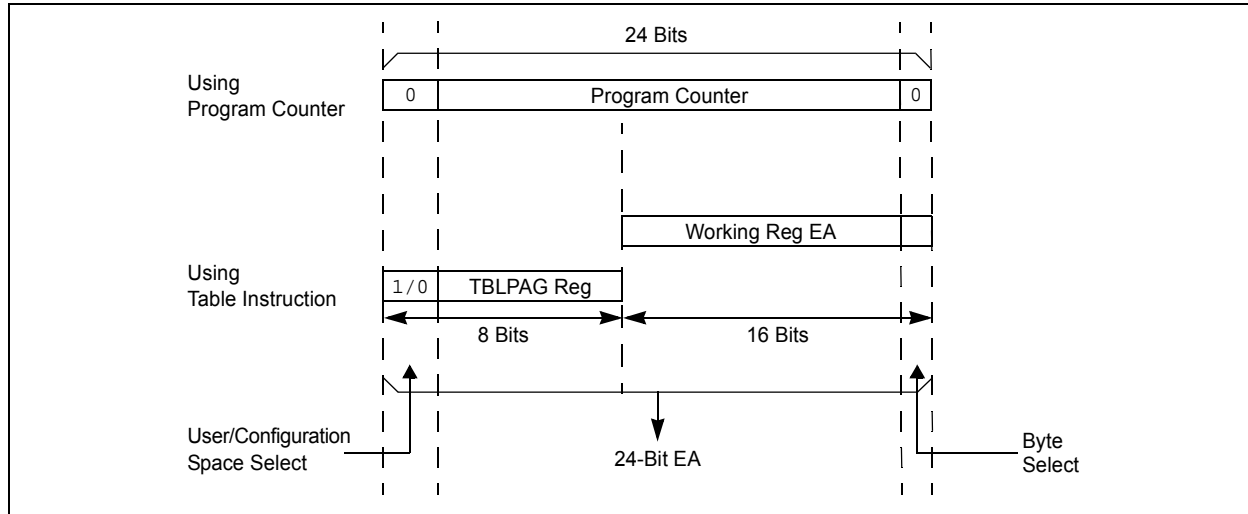 24 Bits
Using
Program Counter
0
Program Counter
0
Working Reg EA
Using
Table Instruction
1/0
TBLPAG Reg
8 Bits
16 Bits
User/Configuration
Space Select
24-Bit EA
Byte
Select